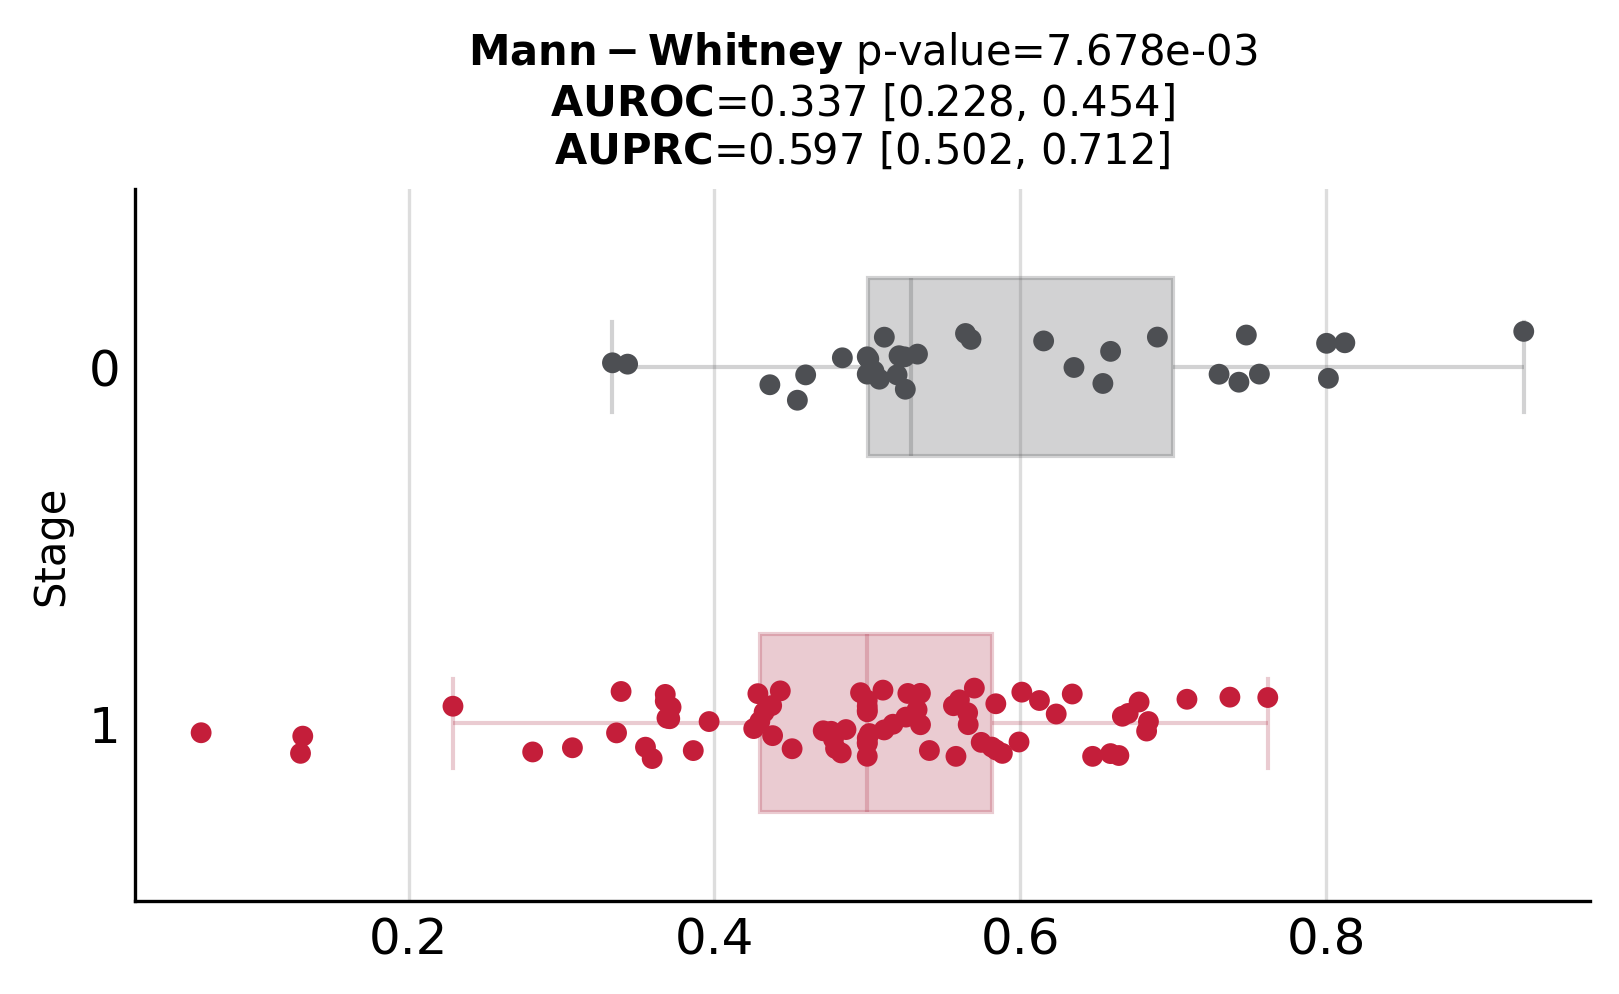 Mann − Whitney p-value=7.678e-03
AUROC=0.337 [0.228, 0.454]
AUPRC=0.597 [0.502, 0.712]
0
Stage
1
0.2 0.4 0.6 0.8